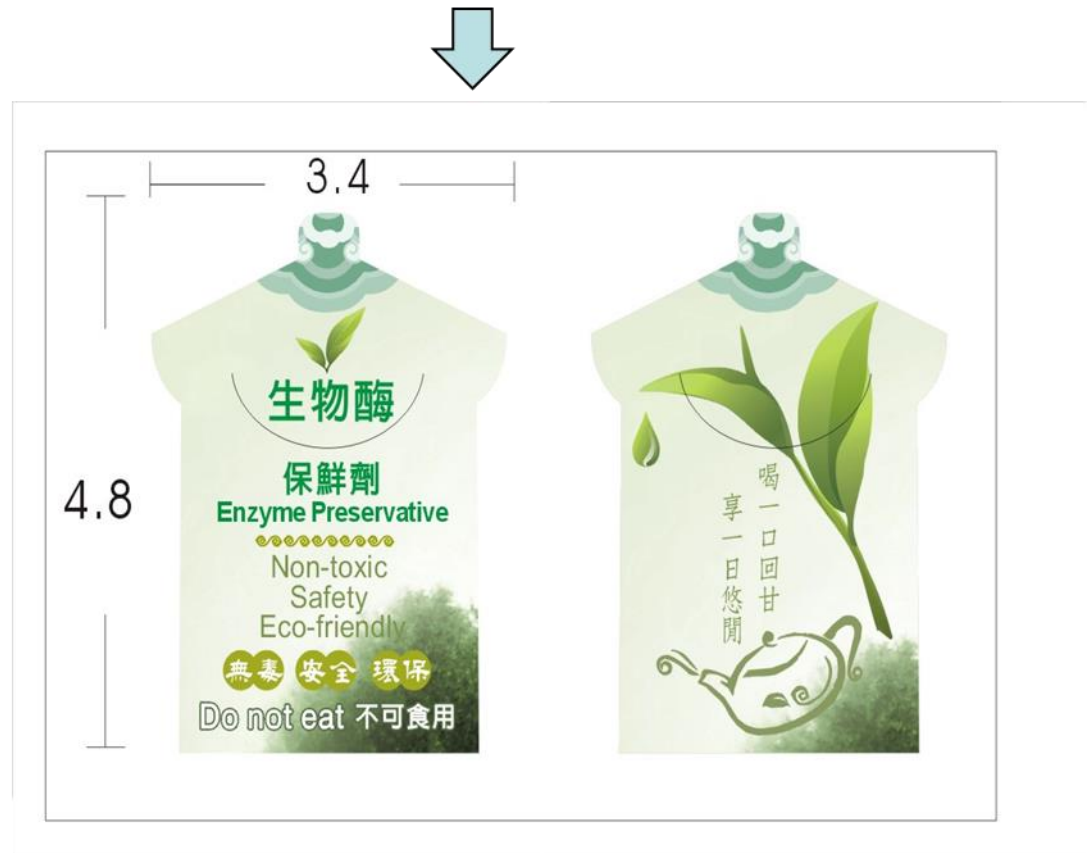 3.4
4.8
生物酶
保鮮劑
Enzyme Preservative
Non-toxic
Safety
Eco-friendly
無毒 安全 環保
Do not eat 不可食用
喝一口回甘
享一日悠閒